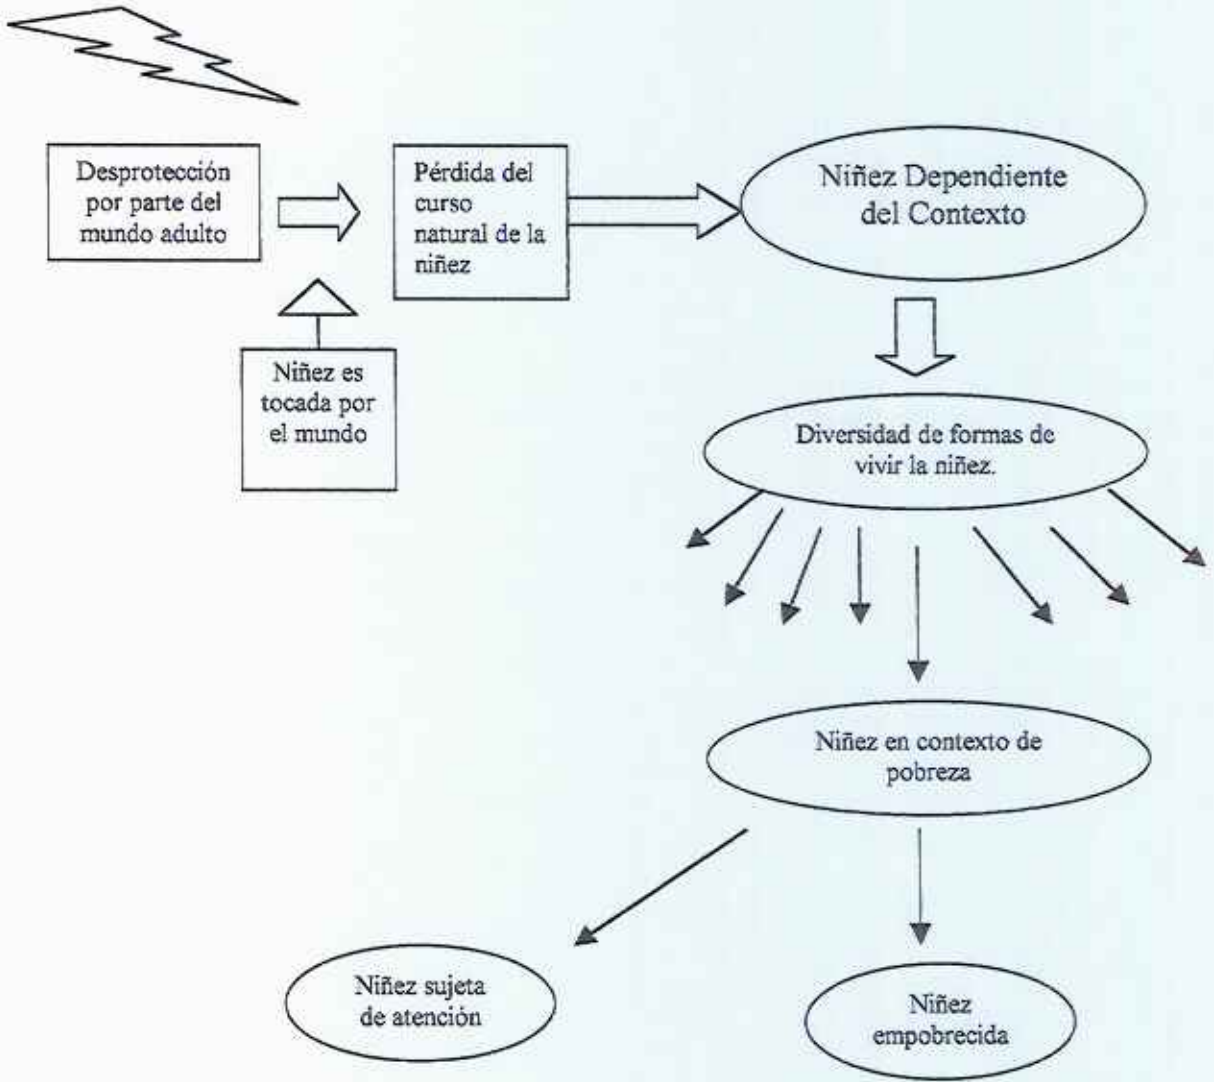 Desprotección
por parte del
mundo adulto
Pérdida del
curso
natural de la
niñez
Niñez Dependiente
del Contexto
Niñez es
tocada por
el mundo
Diversidad de formas de
vivir la niñez.
Niñez en contexto de
pobreza
Niñez sujeta
de atención
Niñez
empobrecida